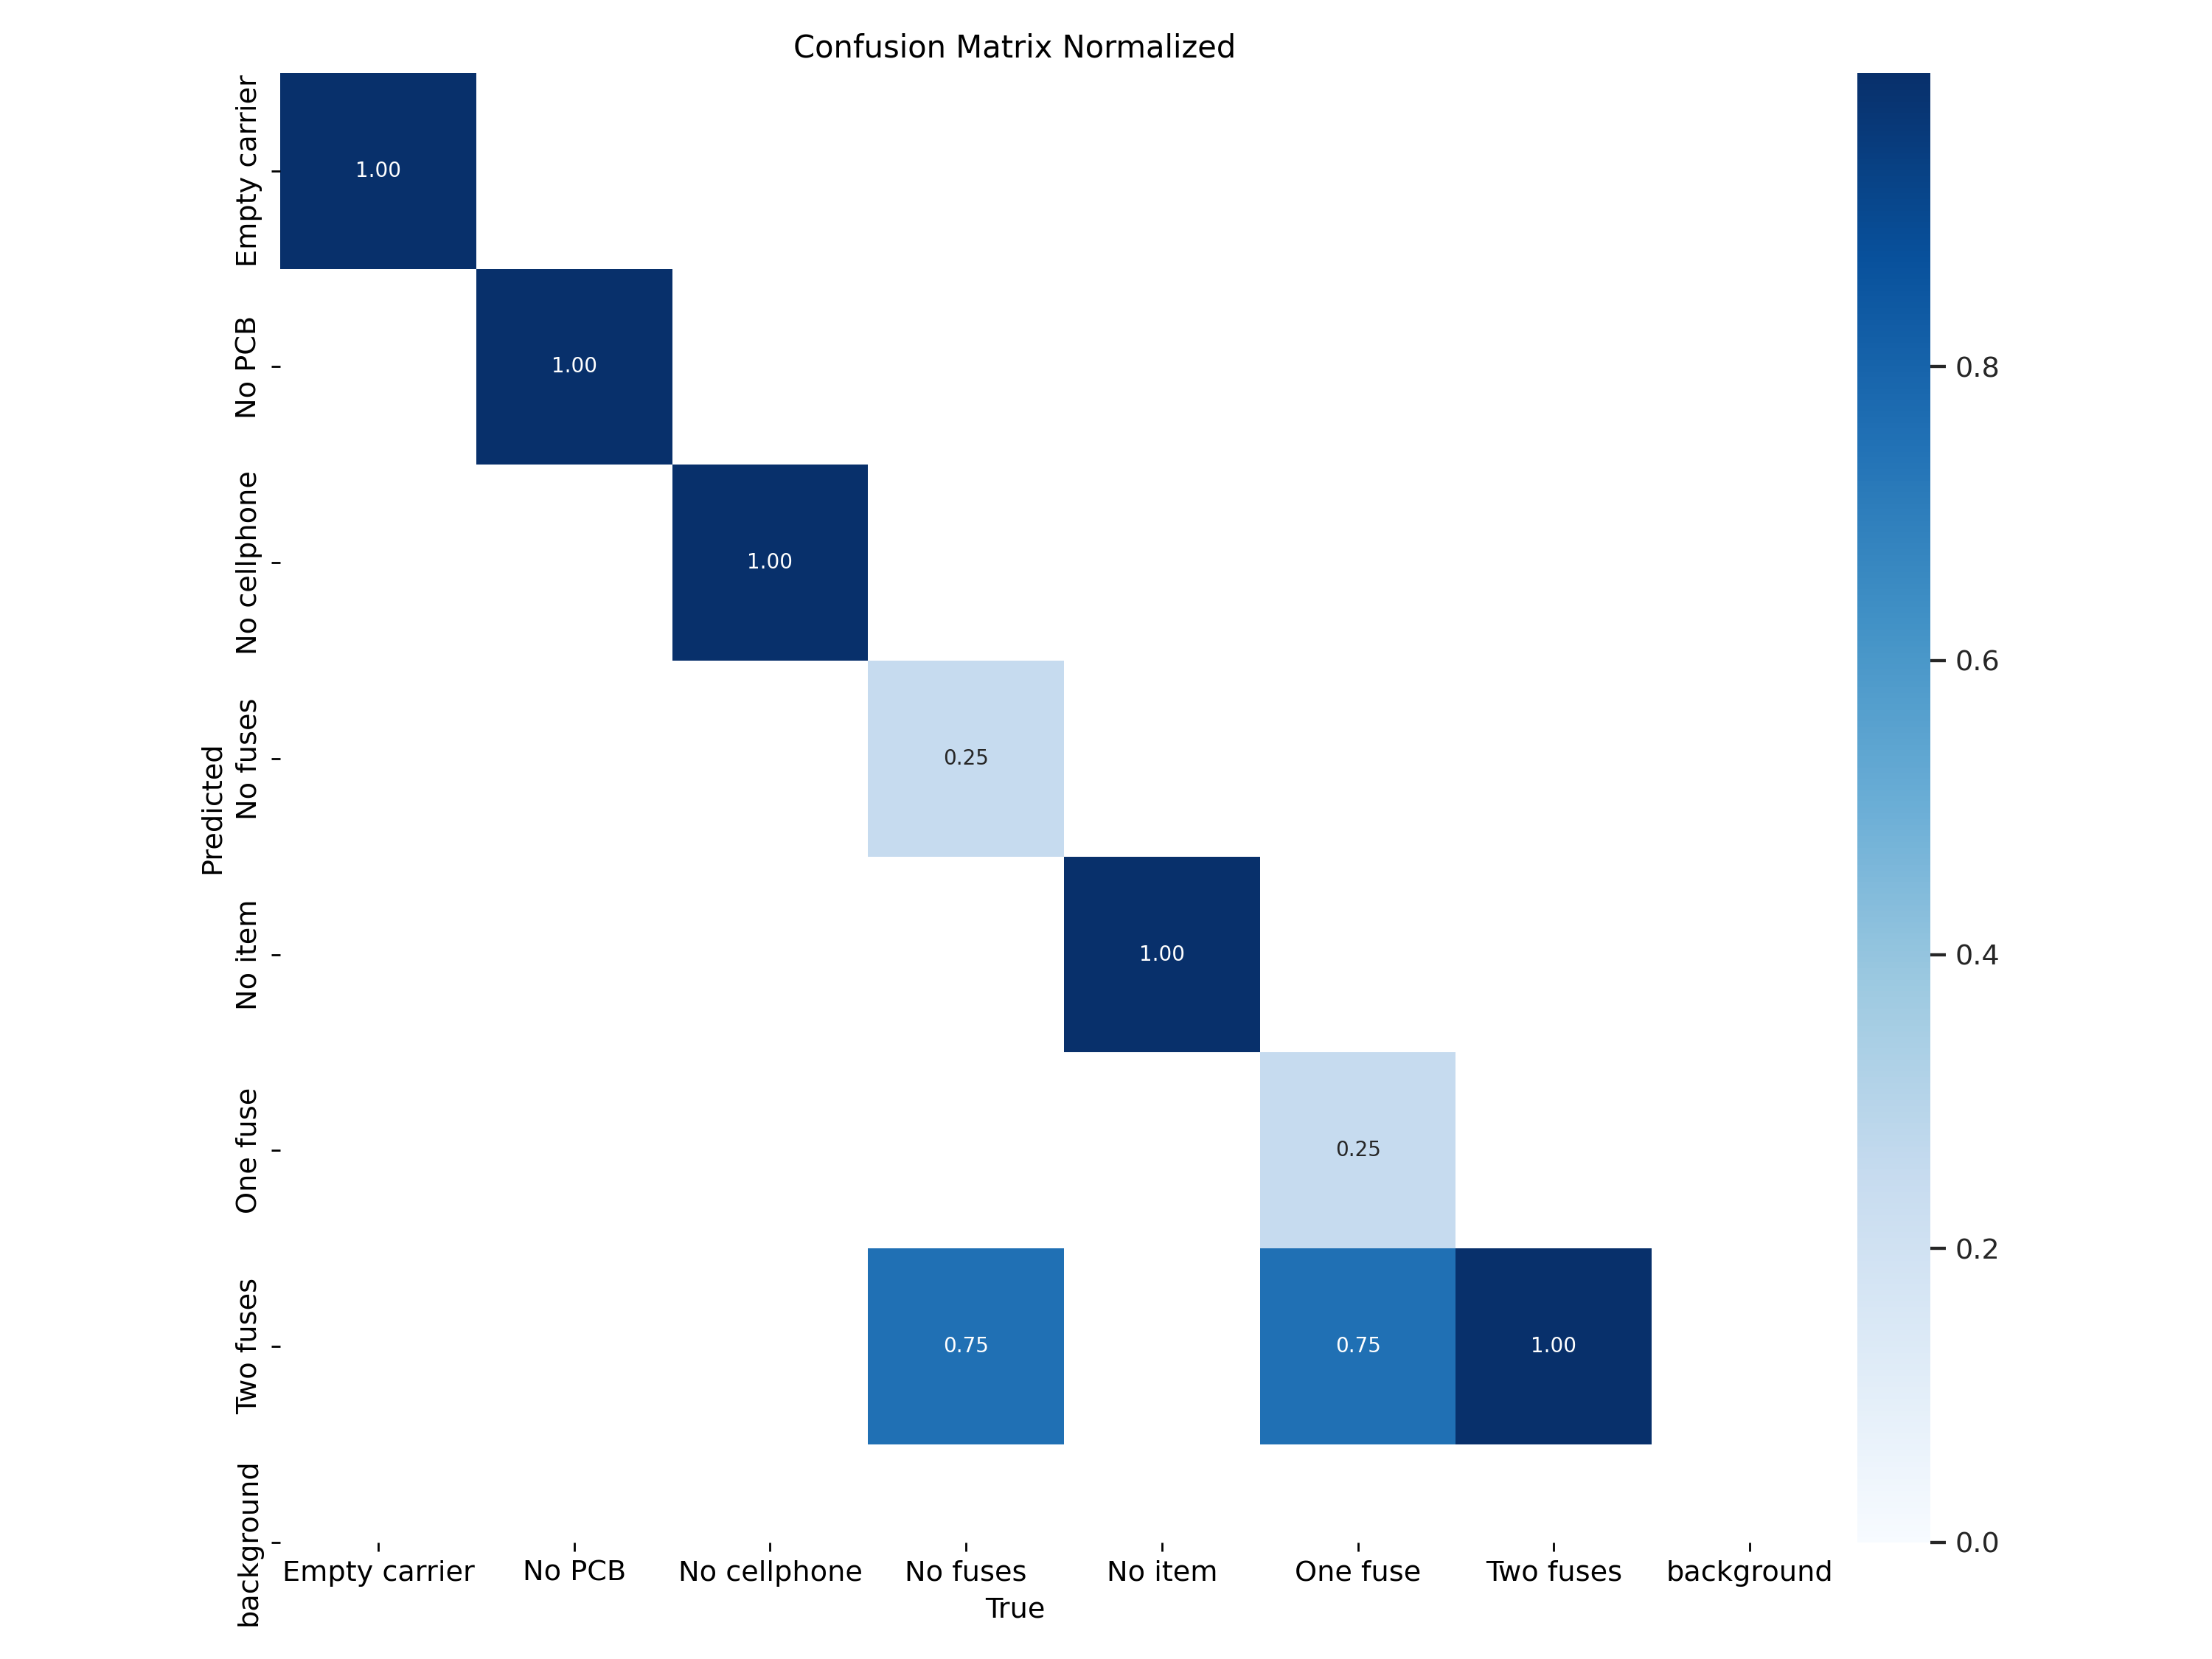 Confusion Matrix Normalized
Predicted
Empty carrier
No PCB
No cellphone
No fuses
No item
One fuse
Two fuses
background
1.00
1.00
1.00
0.25
1.00
0.25
0.75 0.75 1.00
Empty carrier No PCB No cellphone No fuses No item One fuse Two fuses background
True
0.8
0.6
0.4
0.2
0.0